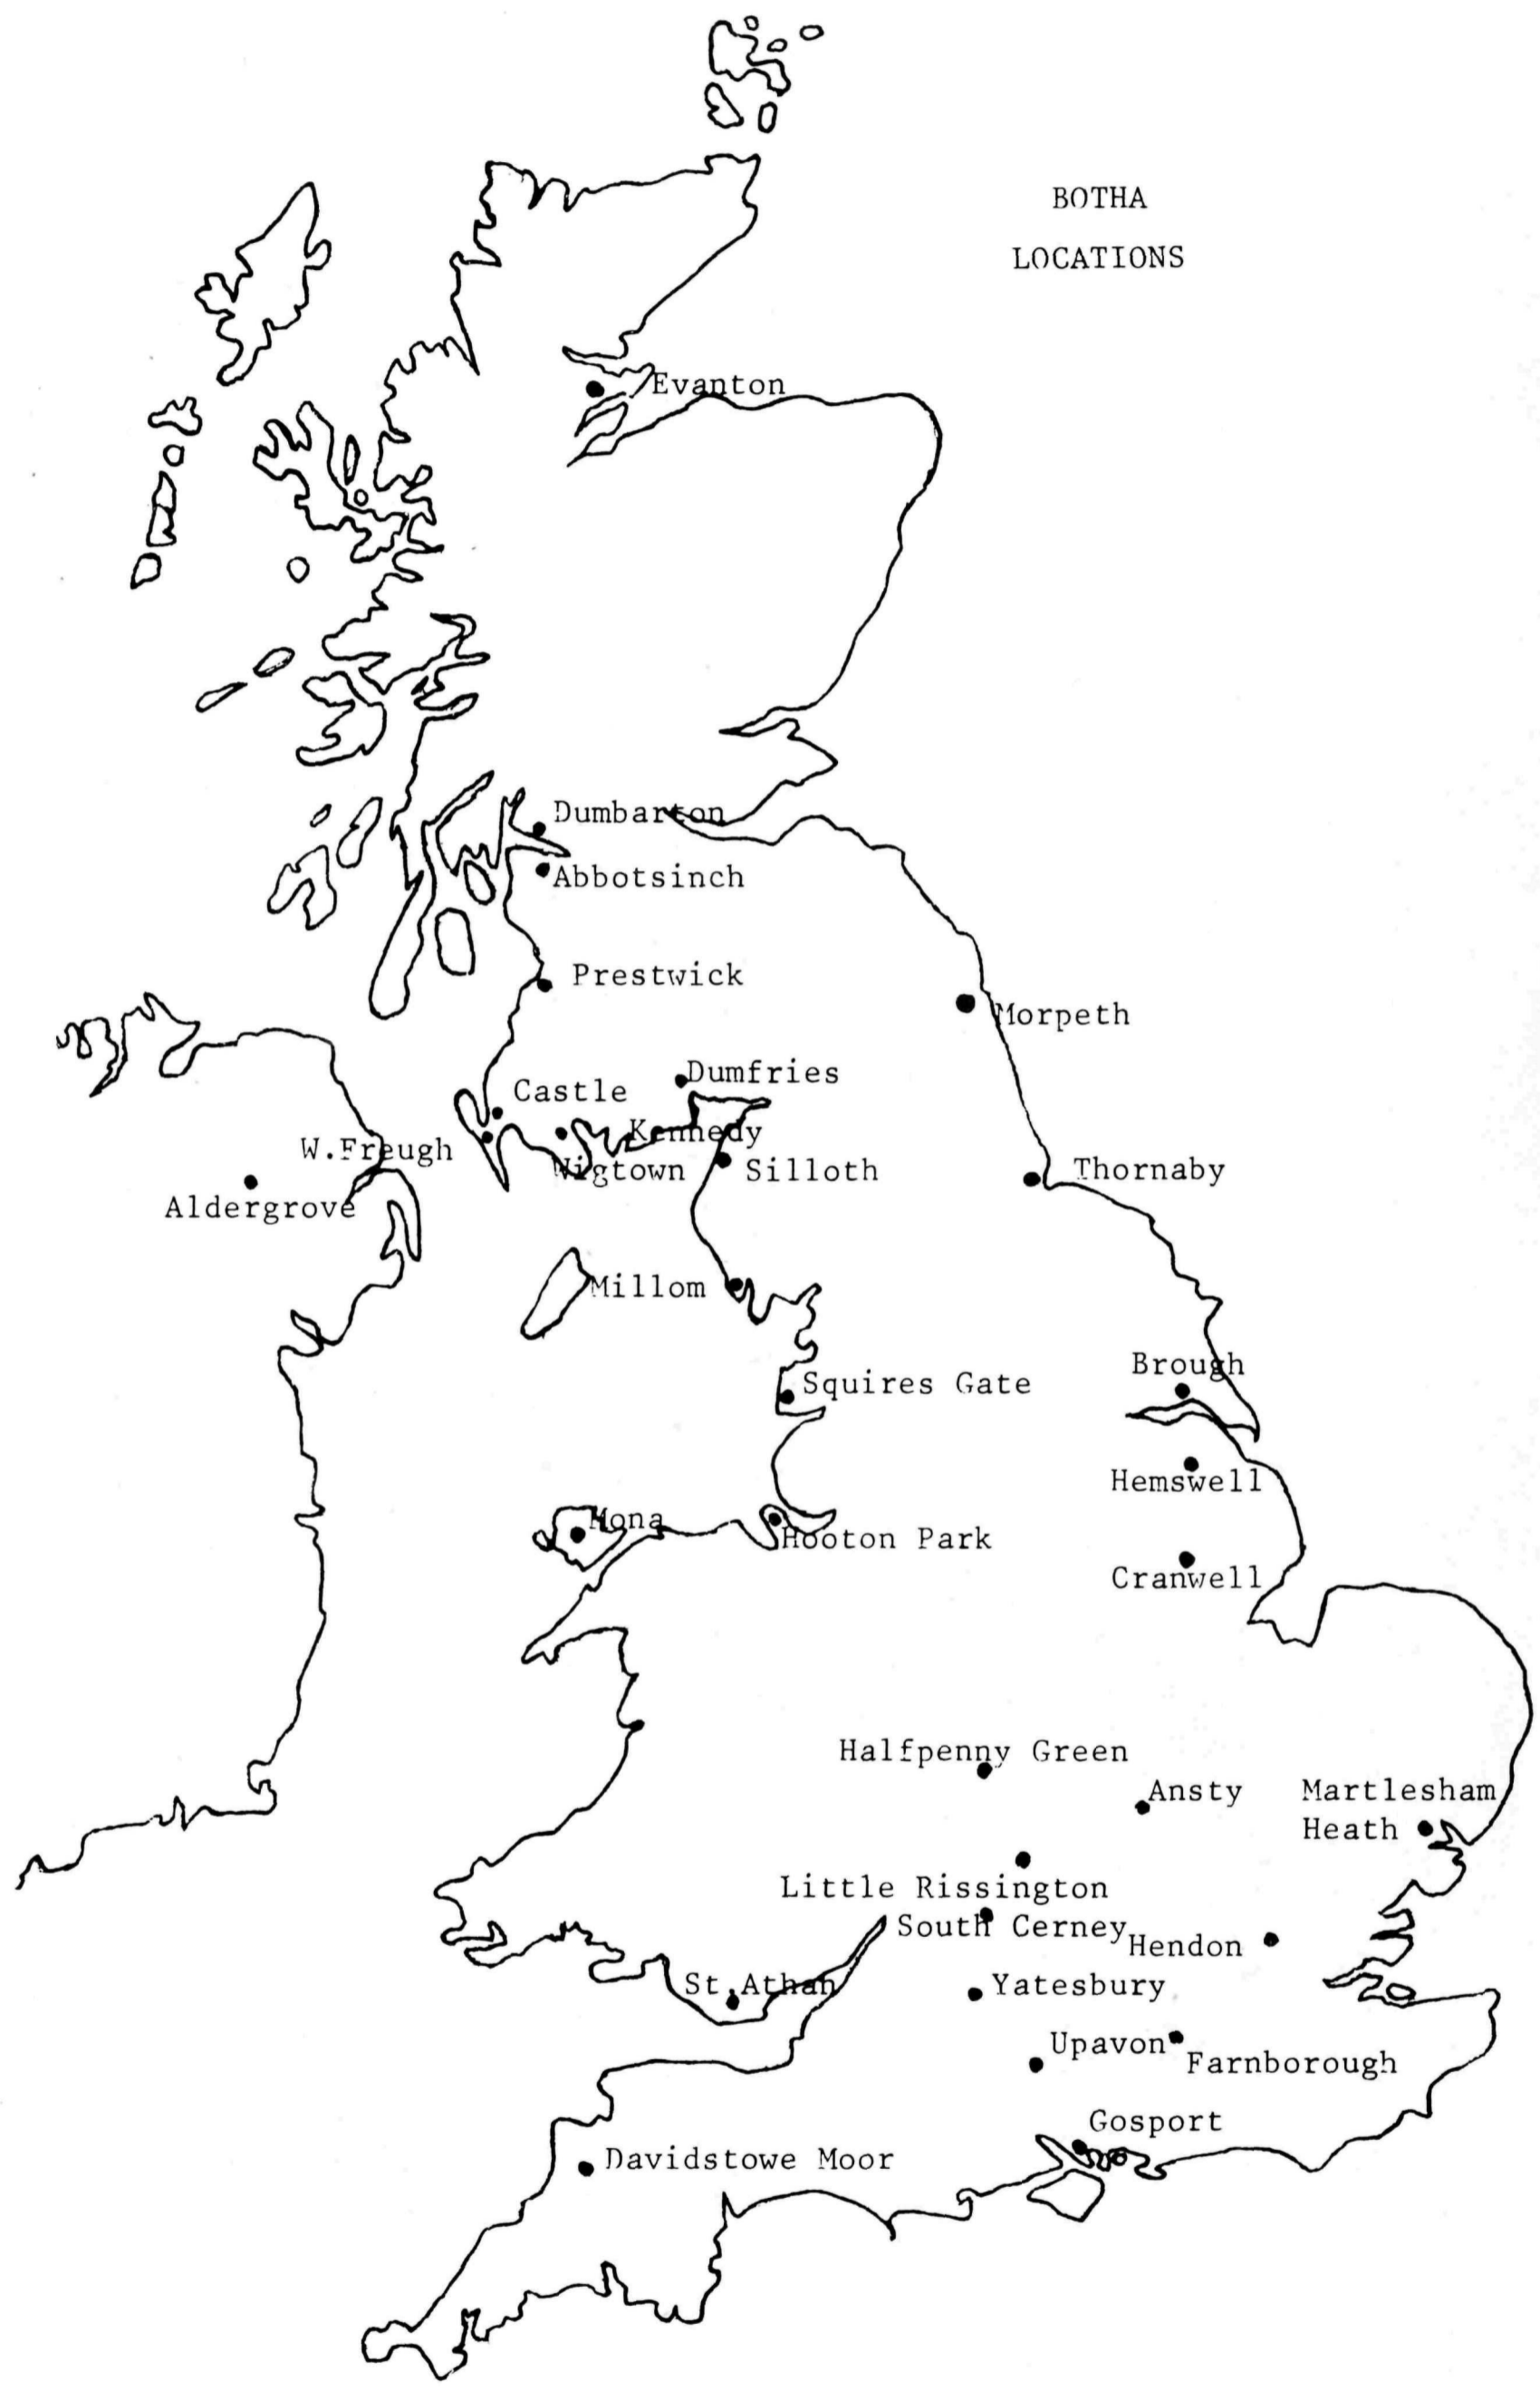 BOTHA
LOCATIONS
Evanton
Dumbarton
Abbotsinch
Prestwick
Morpeth
Dumfries
Castle
Kennedy
W.Freugh
Wigtown
Silloth
Thornaby
Aldergrove
Millom
Brough
Squires Gate
Hemswell
Mona
Hooton Park
Cranwell
Halfpenny Green
Ansty
Martlesham
Heath
Little Rissington
South Cerney
Hendon
St.Athan
Yatesbury
Upavon
Farnborough
Gosport
Davidstowe Moor